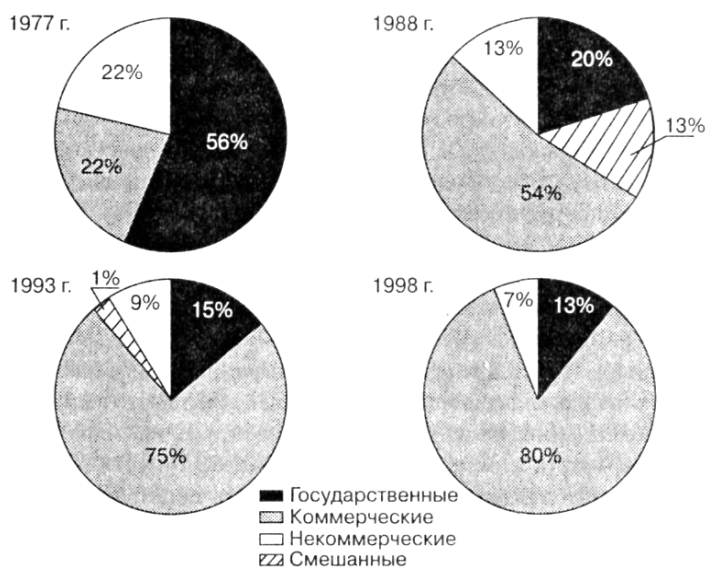 1977 г.
22%
22%
56%
1988 г.
13%
20%
13%
54%
1993 г.
1%
9%
15%
75%
1998 г.
7%
13%
80%
Государственные
Коммерческие
Некоммерческие
Смешанные